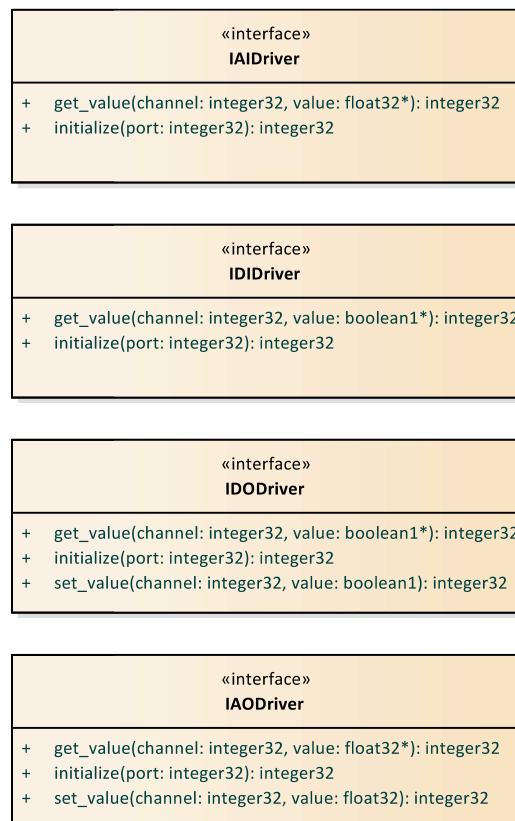 «interface»
IAIDriver
+ get_value(channel: integer32, value: float32*): integer32
+ initialize(port: integer32): integer32
«interface»
IDIDriver
+ get_value(channel: integer32, value: boolean1*): integer32
+ initialize(port: integer32): integer32
«interface»
IDODriver
+ get_value(channel: integer32, value: boolean1*): integer32
+ initialize(port: integer32): integer32
+ set_value(channel: integer32, value: boolean1): integer32
«interface»
IAODriver
+ get_value(channel: integer32, value: float32*): integer32
+ initialize(port: integer32): integer32
+ set_value(channel: integer32, value: float32): integer32